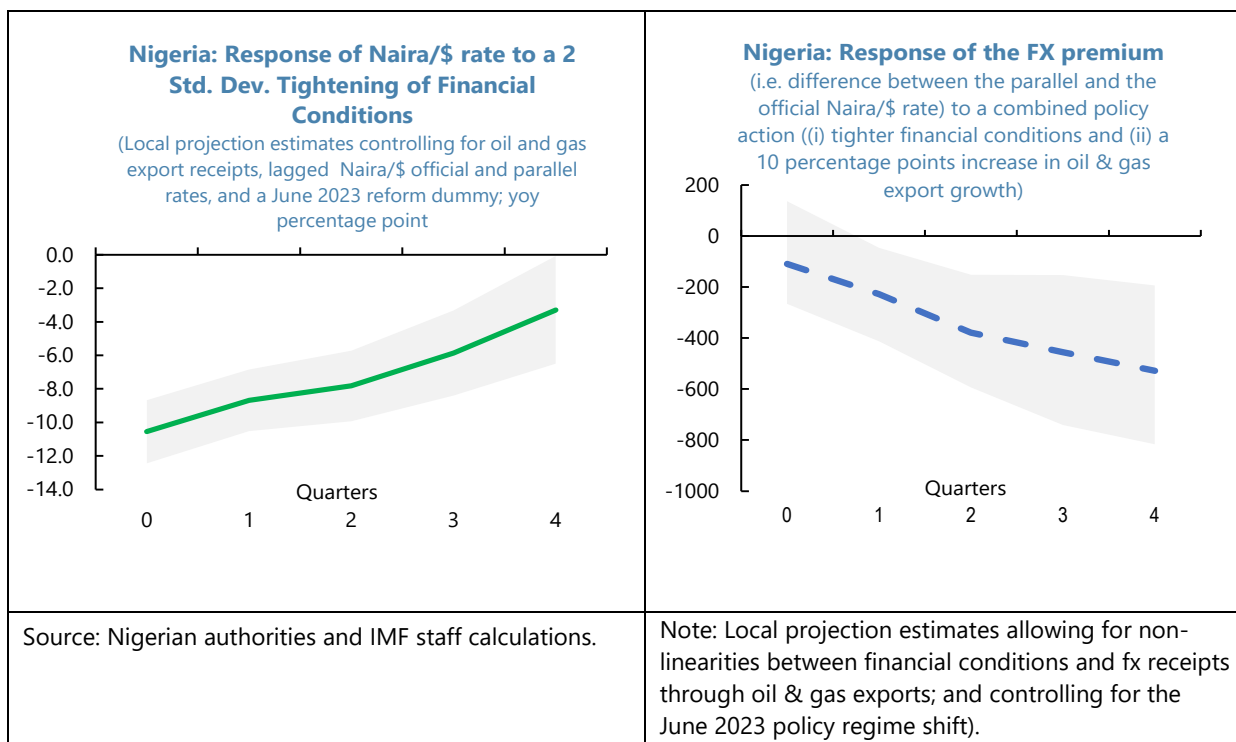 Nigeria: Response of Naira/$ rate to a 2
Std. Dev. Tightening of Financial
Conditions
(Local projection estimates controlling for oil and gas
export receipts, lagged Naira/$ official and parallel
rates, and a June 2023 reform dummy; yoy
percentage point
0.0
-2.0
-4.0
-6.0
-8.0
-10.0
-12.0
-14.0
Quarters
0 1 2 3 4
Nigeria: Response of the FX premium
(i.e. difference between the parallel and the
official Naira/$ rate) to a combined policy
action ((i) tighter financial conditions and (ii) a
10 percentage points increase in oil & gas
export growth)
200
0
-200
-400
-600
-800
-1000
Quarters
0 1 2 3 4
Source: Nigerian authorities and IMF staff calculations.
Note: Local projection estimates allowing for non-
linearities between financial conditions and fx receipts
through oil & gas exports; and controlling for the
June 2023 policy regime shift).